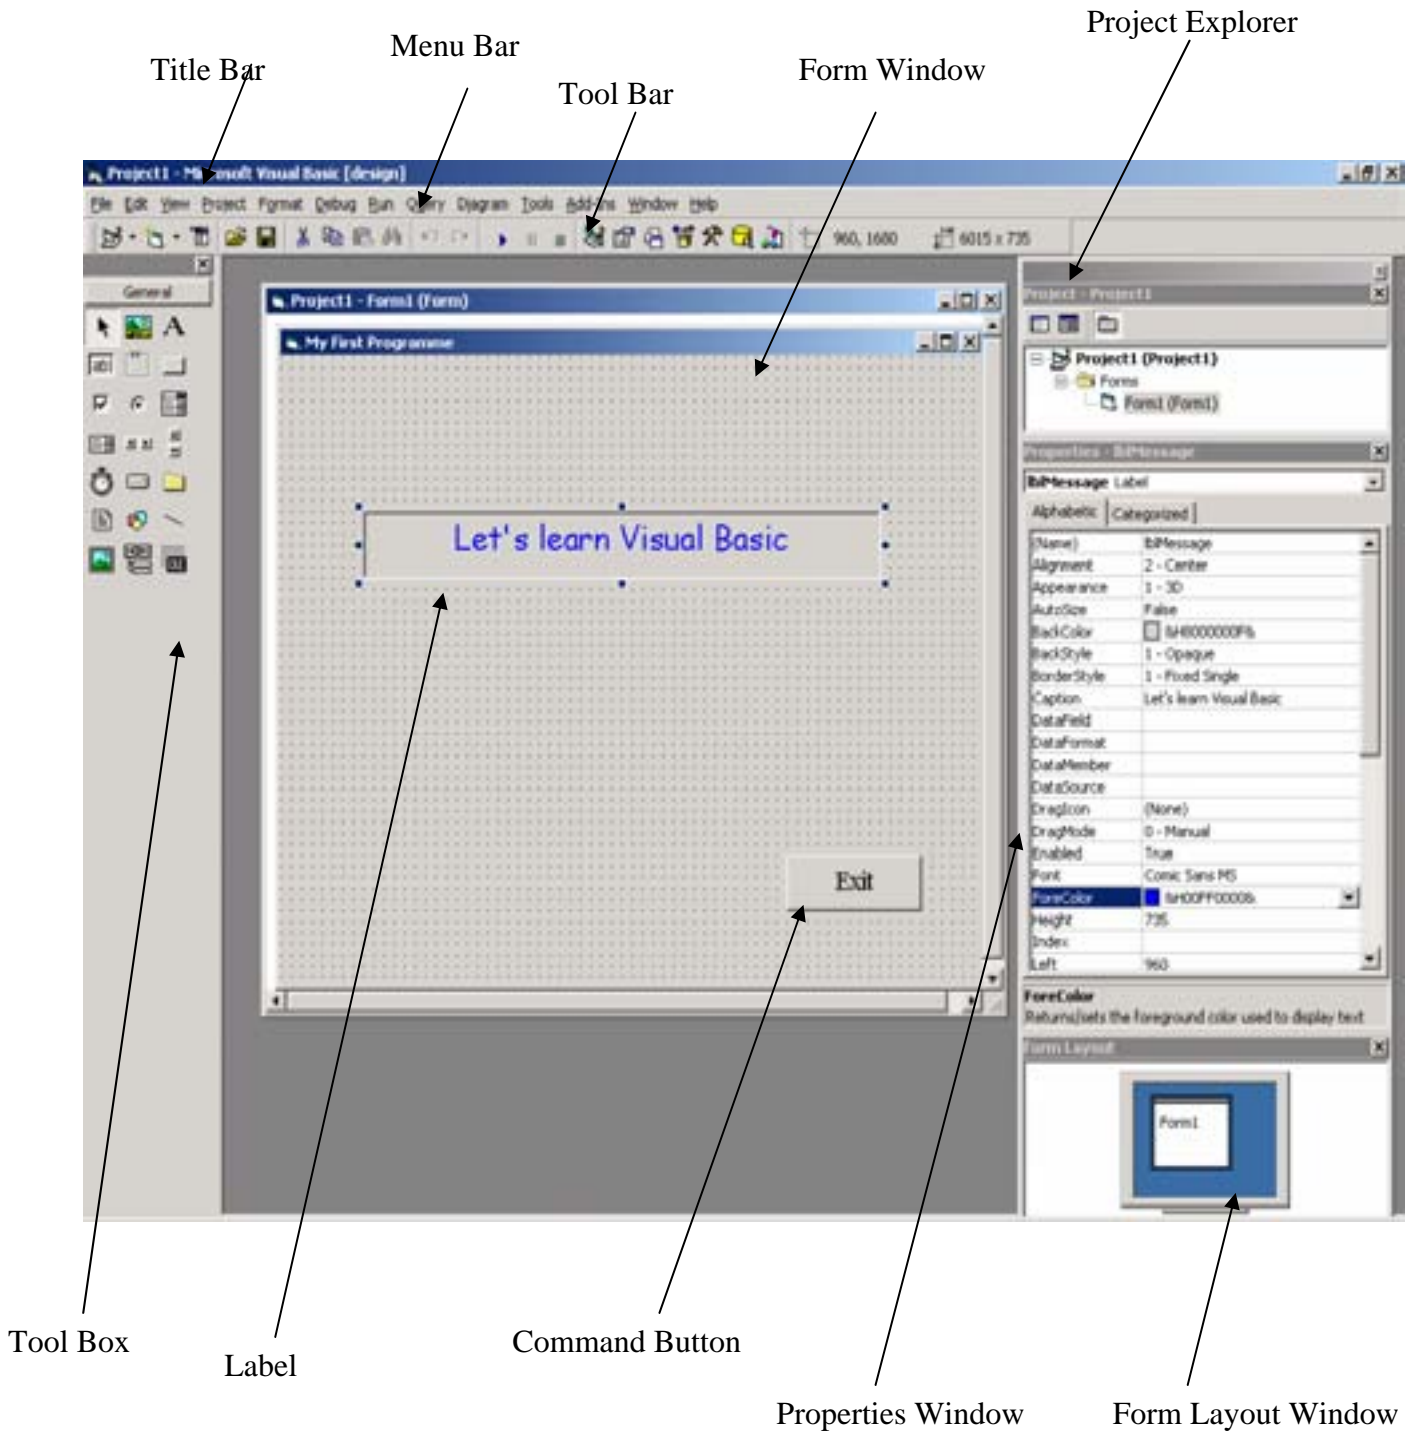 Project Explorer
Menu Bar
Title Bar
Form Window
Tool Bar
Project1 - Microsoft Visual Basic [design]
File Edit View Project Format Debug Run Query Diagram Tools Add-Ins Window Help
960, 1680 6015 x 735
General
Project1 - Form1 (Form)
My First Programme
Let's learn Visual Basic
Exit
Project - Project1
Project1 (Project1)
Forms
Form1 (Form1)
Properties - lblMessage
lblMessage Label
Alphabetic Categorized
(Name) lblMessage
Alignment 2 - Center
Appearance 1 - 3D
AutoSize False
BackColor &H8000000F&
BackStyle 1 - Opaque
BorderStyle 1 - Fixed Single
Caption Let's learn Visual Basic
DataField
DataFormat
DataMember
DataSource
DragIcon (None)
DragMode 0 - Manual
Enabled True
Font Comic Sans MS
ForeColor &H00FF0000&
Height 735
Index
Left 960
ForeColor
Returns/sets the foreground color used to display text
Form Layout
Form1
Tool Box
Label
Command Button
Properties Window
Form Layout Window